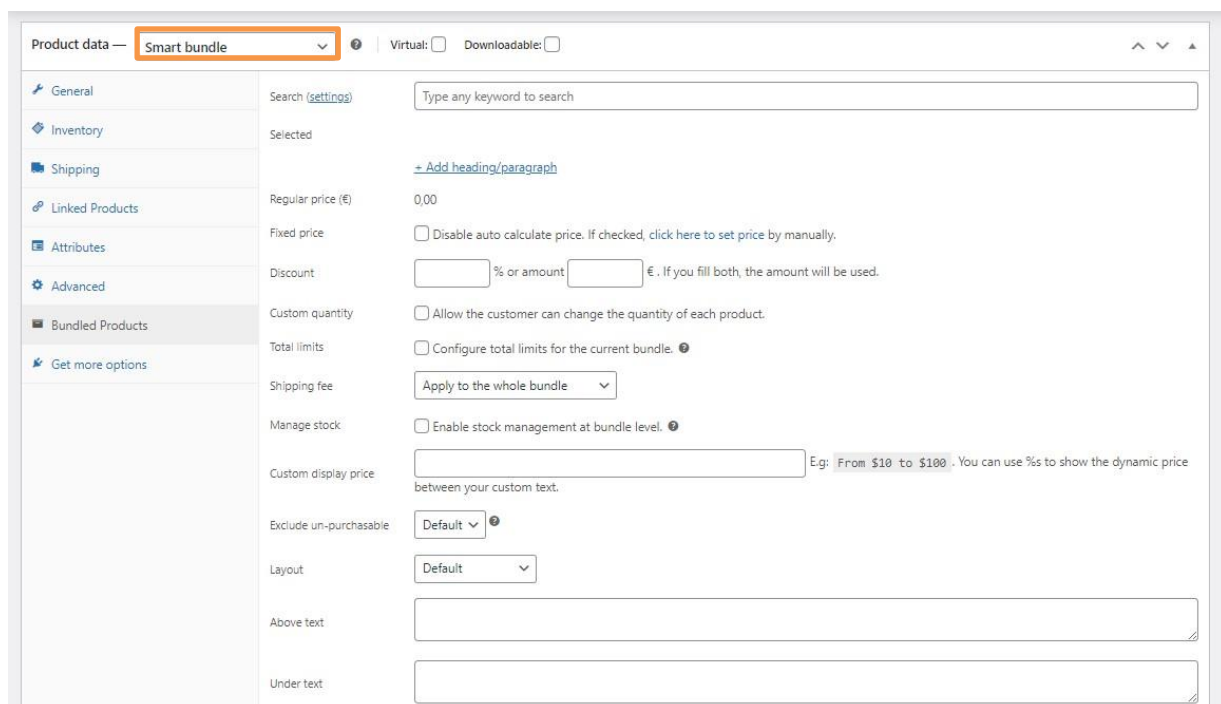 Product data — Smart bundle Virtual: Downloadable:
General
Inventory
Shipping
Linked Products
Attributes
Advanced
Bundled Products
Get more options
Search (settings) Type any keyword to search
Selected
+ Add heading/paragraph
Regular price (€) 0,00
Fixed price Disable auto calculate price. If checked, click here to set price by manually.
Discount % or amount € . If you fill both, the amount will be used.
Custom quantity Allow the customer can change the quantity of each product.
Total limits Configure total limits for the current bundle.
Shipping fee Apply to the whole bundle
Manage stock Enable stock management at bundle level.
Custom display price E.g: From $10 to $100 . You can use %s to show the dynamic price
between your custom text.
Exclude un-purchasable Default
Layout Default
Above text
Under text